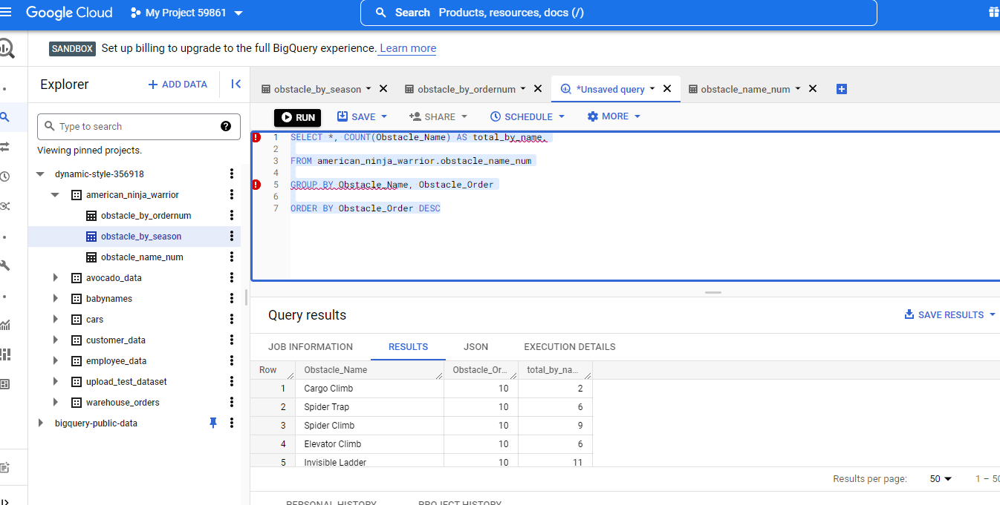 Google Cloud My Project 59861 Search Products, resources, docs (/)
SANDBOX Set up billing to upgrade to the full BigQuery experience. Learn more
Explorer + ADD DATA
obstacle_by_season obstacle_by_ordernum *Unsaved query obstacle_name_num
RUN SAVE SHARE SCHEDULE MORE
Type to search
Viewing pinned projects.
dynamic-style-356918
american_ninja_warrior
obstacle_by_ordernum
obstacle_by_season
obstacle_name_num
avocado_data
babynames
cars
customer_data
employee_data
upload_test_dataset
warehouse_orders
bigquery-public-data
1 SELECT *, COUNT(Obstacle_Name) AS total_by_name,
2
3 FROM american_ninja_warrior.obstacle_name_num
4
5 GROUP BY Obstacle_Name, Obstacle_Order
6
7 ORDER BY Obstacle_Order DESC
Query results SAVE RESULTS
JOB INFORMATION RESULTS JSON EXECUTION DETAILS
Row Obstacle_Name Obstacle_Or... total_by_na...
1 Cargo Climb 10 2
2 Spider Trap 10 6
3 Spider Climb 10 9
4 Elevator Climb 10 6
5 Invisible Ladder 10 11
Results per page: 50 1 – 50
PERSONAL HISTORY PROJECT HISTORY